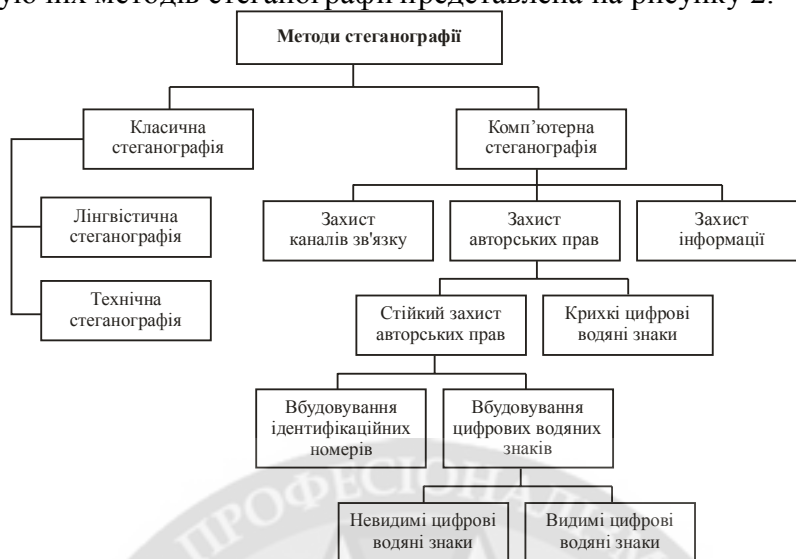 методів стеганографії представлена на рисунку 2.
Методи стеганографії
Класична
стеганографія
Комп’ютерна
стеганографія
Лінгвістична
стеганографія
Технічна
стеганографія
Захист
каналів зв'язку
Захист
авторських прав
Захист
інформації
Стійкий захист
авторських прав
Крихкі цифрові
водяні знаки
Вбудовування
ідентифікаційних
номерів
Вбудовування
цифрових водяних
знаків
Невидимі цифрові
водяні знаки
Видимі цифрові
водяні знаки